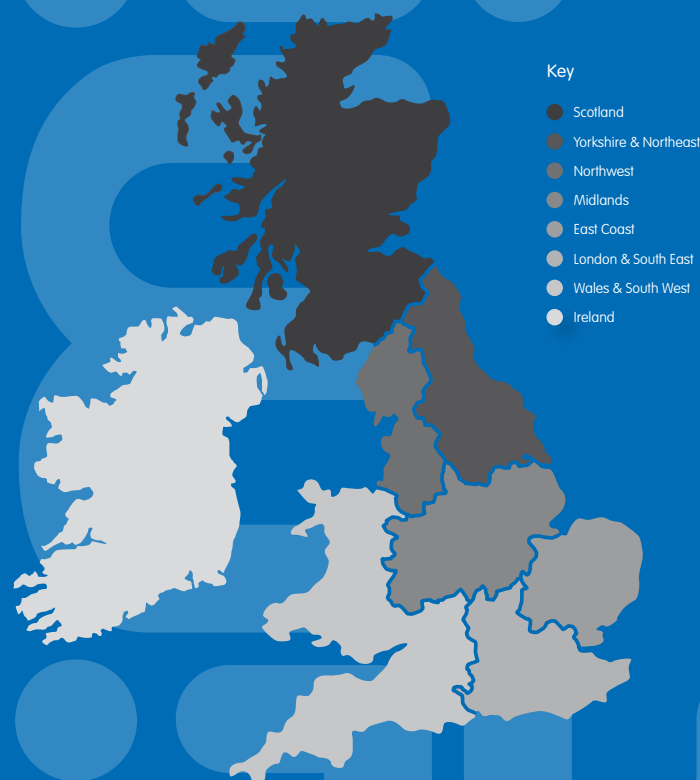 Key
Scotland
Yorkshire & Northeast
Northwest
Midlands
East Coast
London & South East
Wales & South West
Ireland